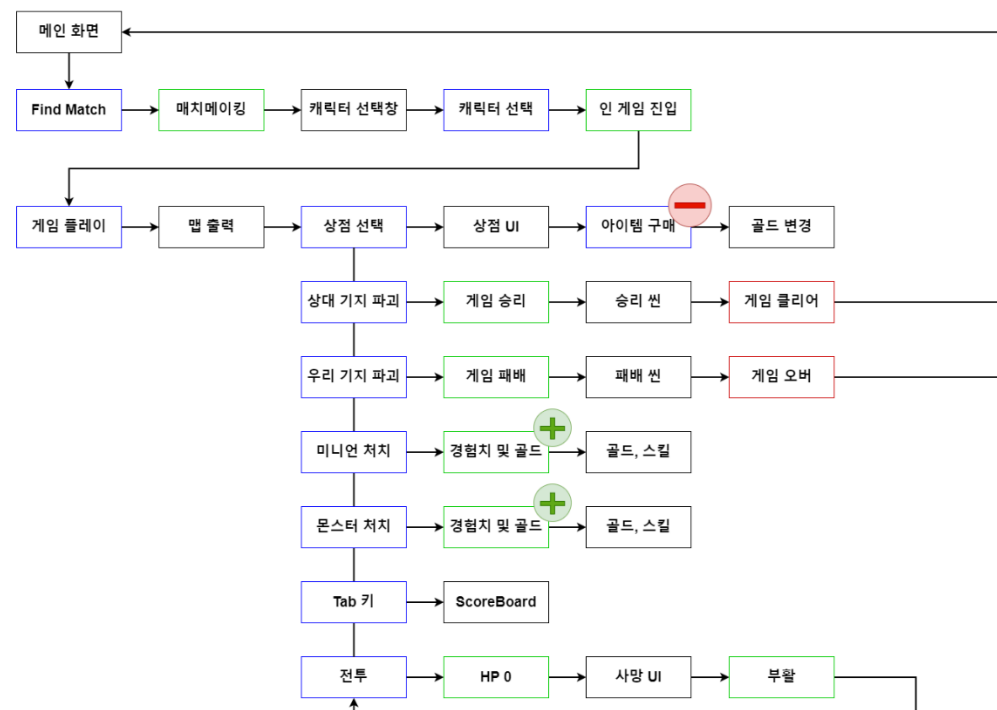 메인 화면
Find Match
매치메이킹
캐릭터 선택창
캐릭터 선택
인 게임 진입
게임 플레이
맵 출력
상점 선택
상점 UI
아이템 구매
골드 변경
상대 기지 파괴
게임 승리
승리 씬
게임 클리어
우리 기지 파괴
게임 패배
패배 씬
게임 오버
미니언 처치
경험치 및 골드
골드, 스킬
몬스터 처치
경험치 및 골드
골드, 스킬
Tab 키
ScoreBoard
전투
HP 0
사망 UI
부활